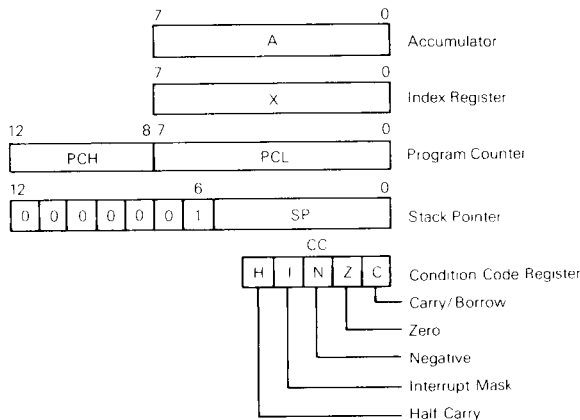 7 0
A Accumulator
7 0
X Index Register
12 8 7 0
PCH PCL Program Counter
12 6 0
0 0 0 0 0 0 1 SP Stack Pointer
CC
H I N Z C Condition Code Register
Carry/Borrow
Zero
Negative
Interrupt Mask
Half Carry